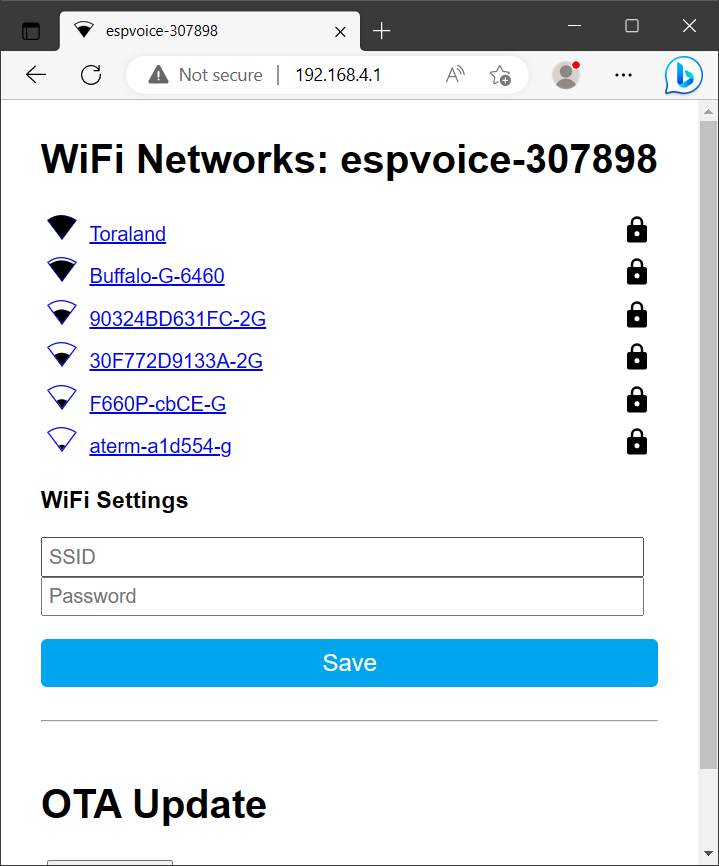 espvoice-307898
Not secure | 192.168.4.1
WiFi Networks: espvoice-307898
Toraland
Buffalo-G-6460
90324BD631FC-2G
30F772D9133A-2G
F660P-cbCE-G
aterm-a1d554-g
WiFi Settings
SSID
Password
Save
OTA Update